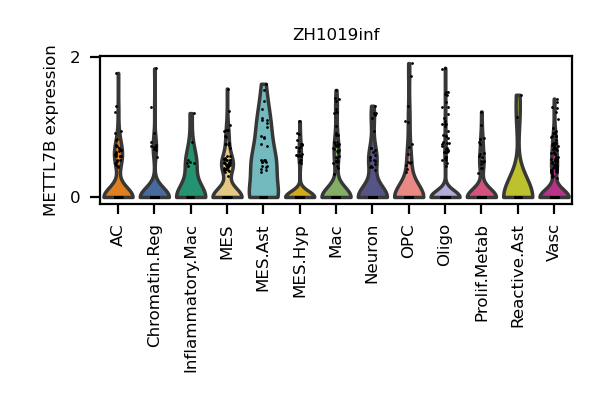 ZH1019inf
METTL7B expression
2
0
AC
Chromatin.Reg
Inflammatory.Mac
MES
MES.Ast
MES.Hyp
Mac
Neuron
OPC
Oligo
Prolif.Metab
Reactive.Ast
Vasc